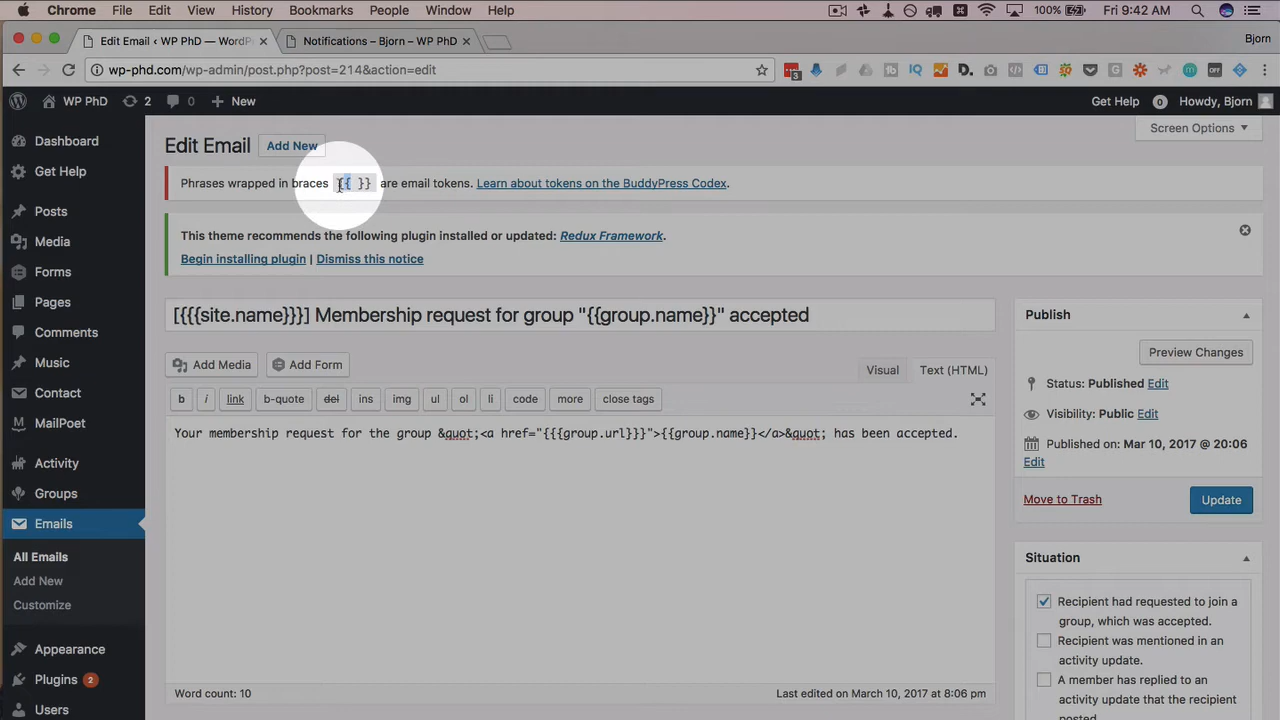 Chrome File Edit View History Bookmarks People Window Help 100% Fri 9:42 AM
Edit Email ‹ WP PhD — WordPr Notifications – Bjorn – WP PhD Bjorn
wp-phd.com/wp-admin/post.php?post=214&action=edit
WP PhD 2 0 New Get Help 0 Howdy, Bjorn
Screen Options
Dashboard
Get Help
Posts
Media
Forms
Pages
Comments
Music
Contact
MailPoet
Activity
Groups
Emails
All Emails
Add New
Customize
Appearance
Plugins 2
Users
Edit Email Add New
Phrases wrapped in braces {{ }} are email tokens. Learn about tokens on the BuddyPress Codex.
This theme recommends the following plugin installed or updated: Redux Framework.
Begin installing plugin | Dismiss this notice
[{{{site.name}}}] Membership request for group "{{group.name}}" accepted
Add Media Add Form Visual Text (HTML)
b i link b-quote del ins img ul ol li code more close tags
Your membership request for the group &quot;<a href="{{{group.url}}}">{{group.name}}</a>&quot; has been accepted.
Word count: 10 Last edited on March 10, 2017 at 8:06 pm
Publish
Preview Changes
Status: Published Edit
Visibility: Public Edit
Published on: Mar 10, 2017 @ 20:06
Edit
Move to Trash Update
Situation
Recipient had requested to join a
group, which was accepted.
Recipient was mentioned in an
activity update.
A member has replied to an
activity update that the recipient
posted.